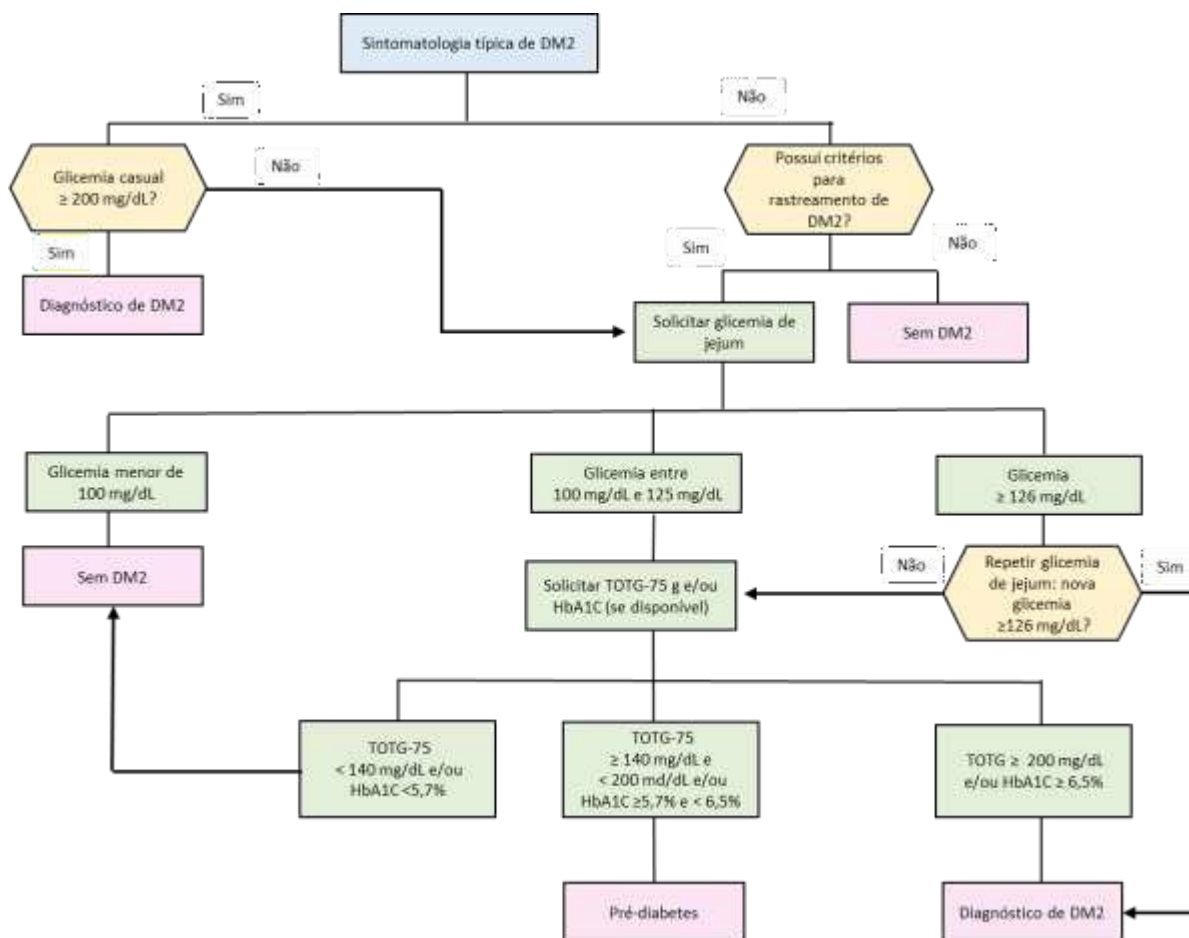 Sintomatologia típica de DM2
Sim
Não
Glicemia casual
≥ 200 mg/dL?
Não
Possui critérios
para
rastreamento de
DM2?
Sim
Sim
Não
Diagnóstico de DM2
Solicitar glicemia de
jejum
Sem DM2
Glicemia menor de
100 mg/dL
Glicemia entre
100 mg/dL e 125 mg/dL
Glicemia
≥ 126 mg/dL
Sem DM2
Solicitar TOTG-75 g e/ou
HbA1C (se disponível)
Não
Repetir glicemia
de jejum: nova
glicemia
≥126 mg/dL?
Sim
TOTG-75
< 140 mg/dL e/ou
HbA1C <5,7%
TOTG-75
≥ 140 mg/dL e
< 200 md/dL e/ou
HbA1C ≥5,7% e < 6,5%
TOTG ≥ 200 mg/dL
e/ou HbA1C ≥ 6,5%
Pré-diabetes
Diagnóstico de DM2